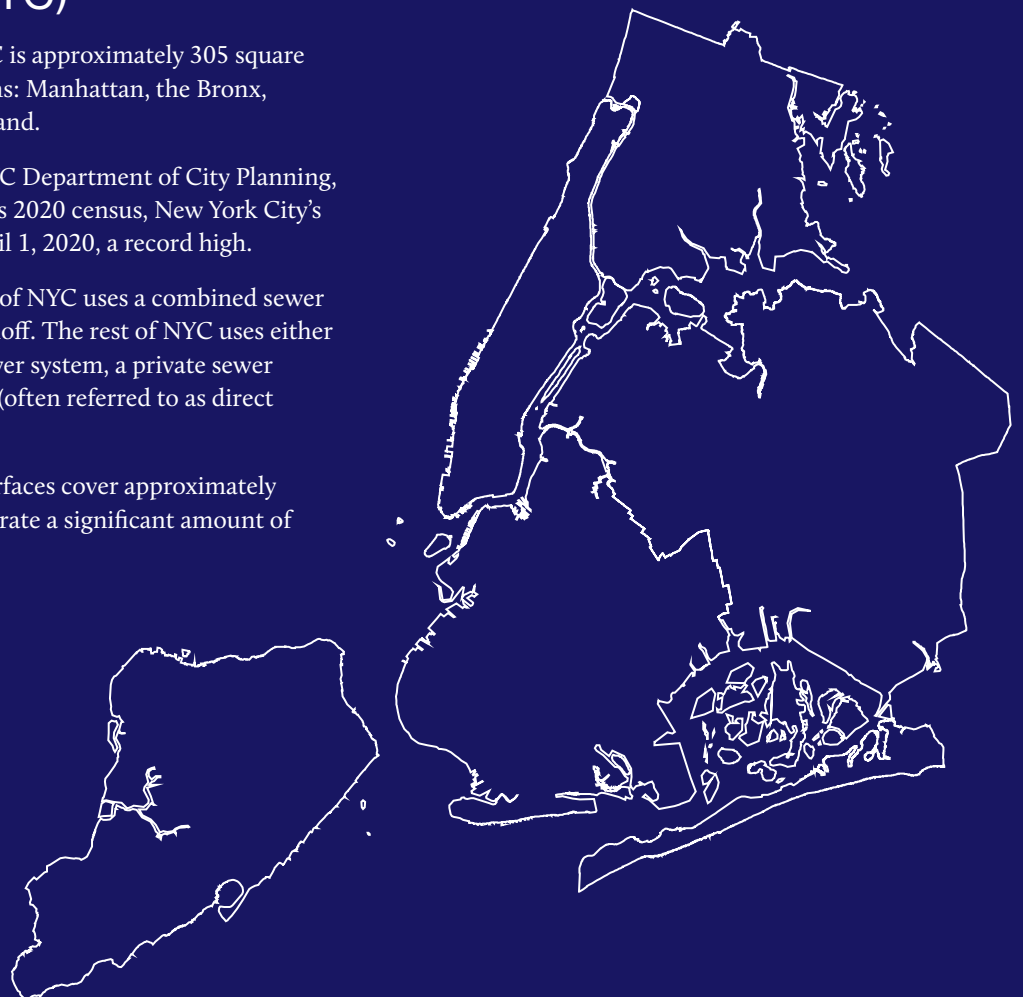 YC)
C is approximately 305 square
ns: Manhattan, the Bronx,
and.
C Department of City Planning,
s 2020 census, New York City’s
il 1, 2020, a record high.
of NYC uses a combined sewer
off. The rest of NYC uses either
ver system, a private sewer
(often referred to as direct
rfaces cover approximately
rate a significant amount of